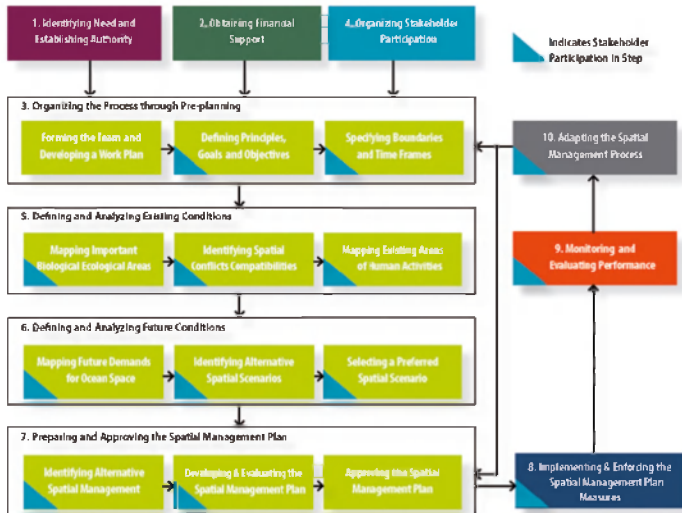 1. Identifying Need and
Establishing Authority
2. Obtaining Financial
Support
4. Organizing Stakeholder
Participation
Indicates Stakeholder
Participation in Step
3. Organizing the Process through Pre-planning
Forming the Team and
Developing a Work Plan
Defining Principles,
Goals and Objectives
Specifying Boundaries
and Time Frames
10. Adapting the Spatial
Management Process
5. Defining and Analyzing Existing Conditions
Mapping Important
Biological Ecological Areas
Identifying Spatial
Conflicts Compatibilities
Mapping Existing Areas
of Human Activities
9. Monitoring and
Evaluating Performance
6. Defining and Analyzing Future Conditions
Mapping Future Demands
for Ocean Space
Identifying Alternative
Spatial Scenarios
Selecting a Preferred
Spatial Scenario
7. Preparing and Approving the Spatial Management Plan
Identifying Alternative
Spatial Management
Developing & Evaluating the
Spatial Management Plan
Approving the Spatial
Management Plan
8. Implementing & Enforcing the
Spatial Management Plan
Measures